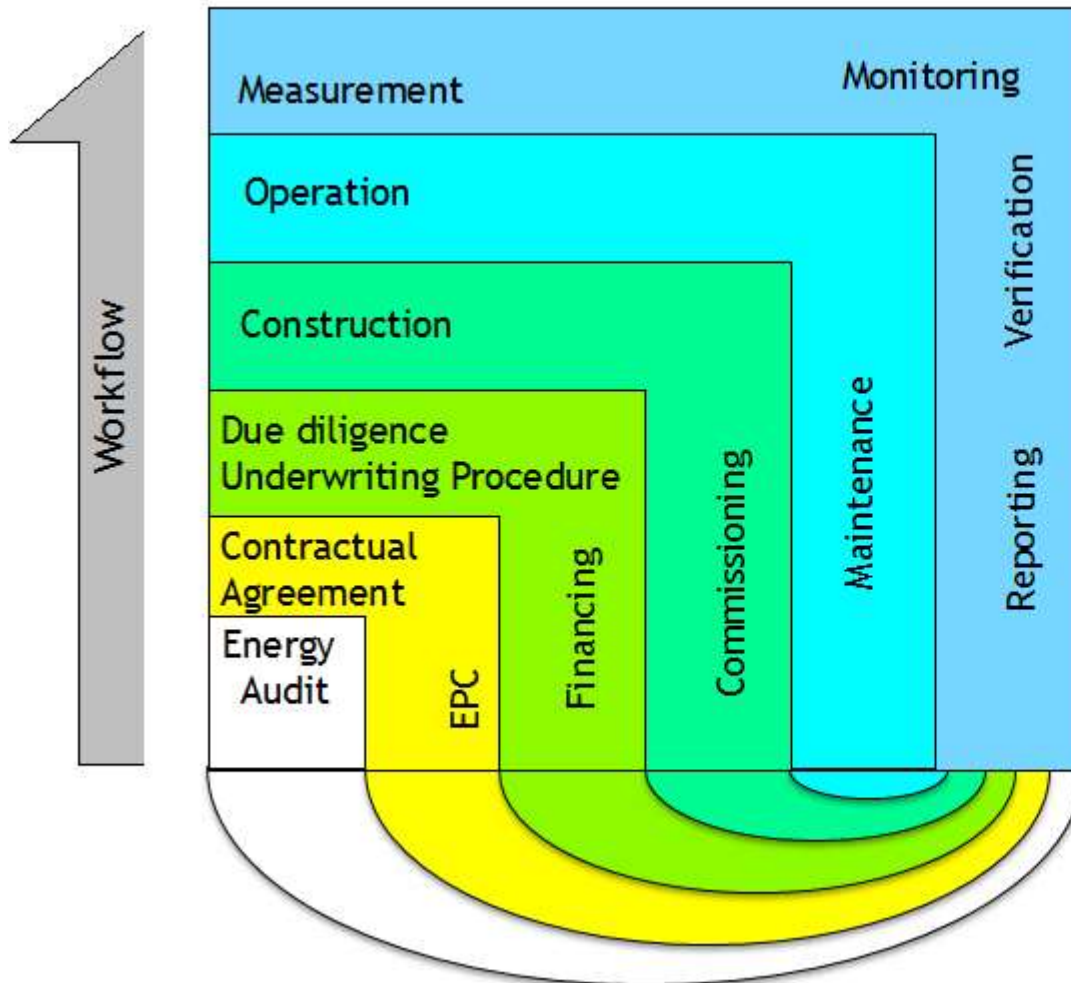 Measurement
Monitoring
Operation
Verification
Construction
Workflow
Maintenance
Due diligence
Underwriting Procedure
Commissioning
Reporting
Contractual
Agreement
Financing
Energy
Audit
EPC